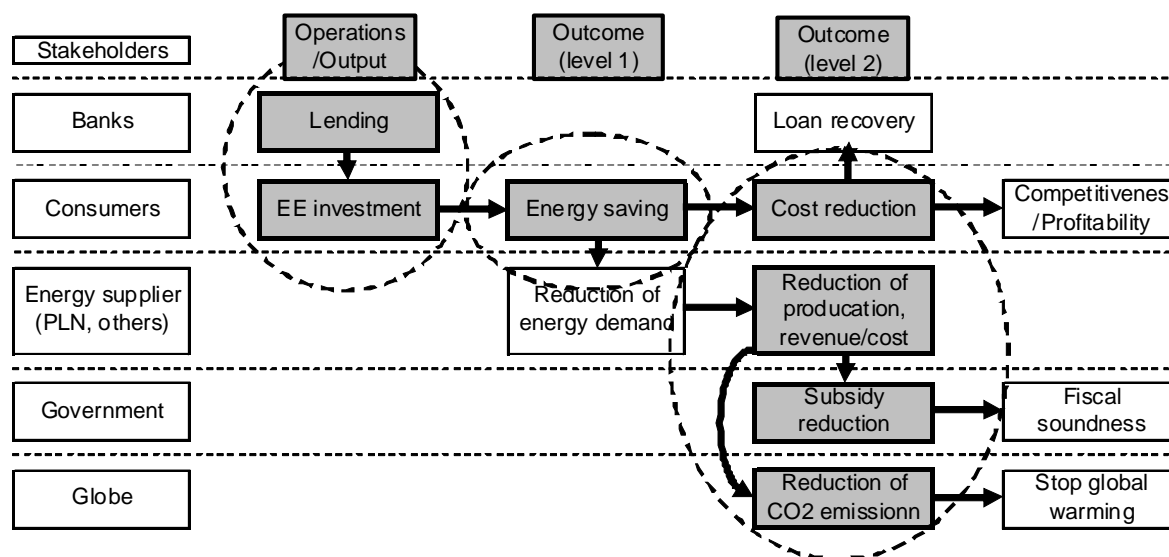 Stakeholders
Operations
/Output
Outcome
(level 1)
Outcome
(level 2)
Banks
Lending
Loan recovery
Consumers
EE investment
Energy saving
Cost reduction
Competitivenes
/Profitability
Energy supplier
(PLN, others)
Reduction of
energy demand
Reduction of
producation,
revenue/cost
Government
Subsidy
reduction
Fiscal
soundness
Globe
Reduction of
CO2 emissionn
Stop global
warming